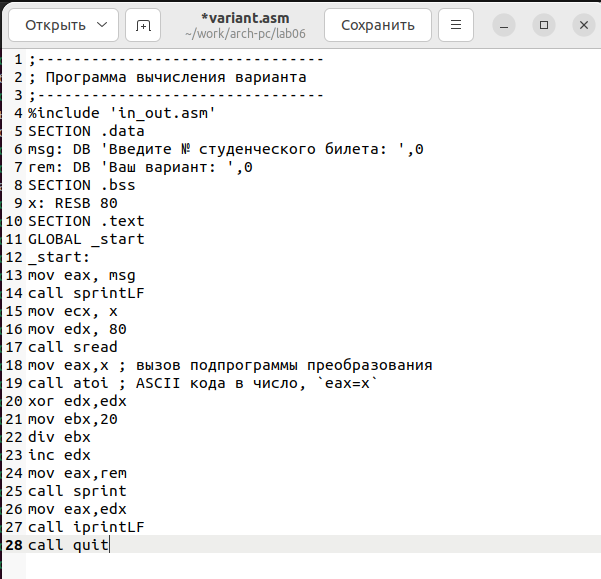 Открыть
*variant.asm
~/work/arch-pc/lab06
Сохранить
1 ;--------------------------------
2 ; Программа вычисления варианта
3 ;--------------------------------
4 %include 'in_out.asm'
5 SECTION .data
6 msg: DB 'Введите № студенческого билета: ',0
7 rem: DB 'Ваш вариант: ',0
8 SECTION .bss
9 x: RESB 80
10 SECTION .text
11 GLOBAL _start
12 _start:
13 mov eax, msg
14 call sprintLF
15 mov ecx, x
16 mov edx, 80
17 call sread
18 mov eax,x ; вызов подпрограммы преобразования
19 call atoi ; ASCII кода в число, `eax=x`
20 xor edx,edx
21 mov ebx,20
22 div ebx
23 inc edx
24 mov eax,rem
25 call sprint
26 mov eax,edx
27 call iprintLF
28 call quit